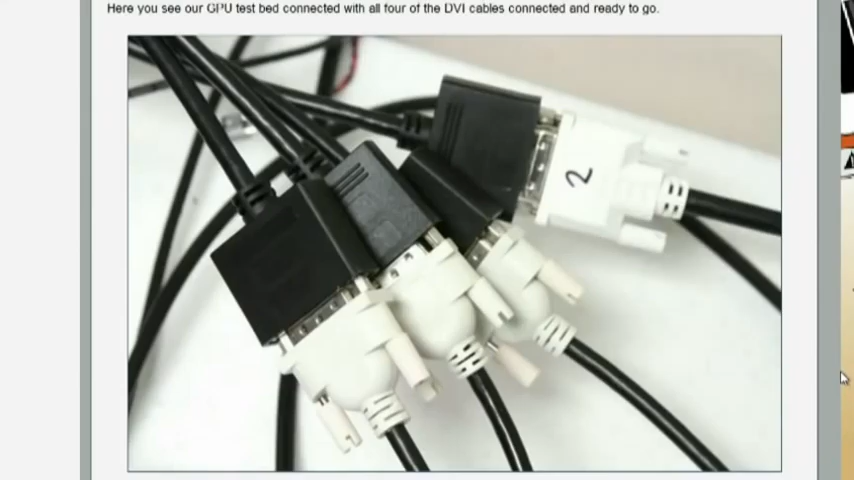 Here you see our GPU test bed connected with all four of the DVI cables connected and ready to go.
2